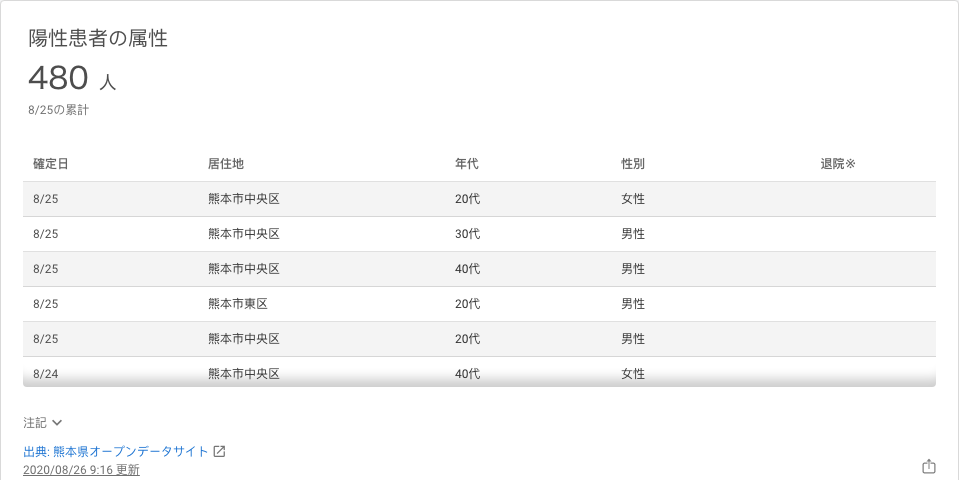 陽性患者の属性
480 人
8/25の累計
確定日 居住地 年代 性別 退院※
8/25 熊本市中央区 20代 女性
8/25 熊本市中央区 30代 男性
8/25 熊本市中央区 40代 男性
8/25 熊本市東区 20代 男性
8/25 熊本市中央区 20代 男性
8/24 熊本市中央区 40代 女性
注記
出典: 熊本県オープンデータサイト
2020/08/26 9:16 更新